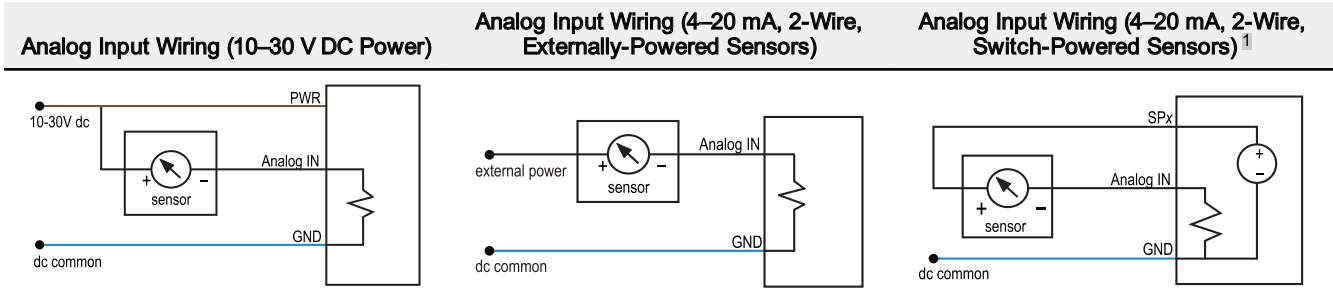 Analog Input Wiring (10–30 V DC Power)
Analog Input Wiring (4–20 mA, 2-Wire,
Externally-Powered Sensors)
Analog Input Wiring (4–20 mA, 2-Wire,
Switch-Powered Sensors) 1
PWR
10-30V dc
Analog IN
+ –
sensor
GND
dc common
Analog IN
external power
+ –
sensor
GND
dc common
SPx
+
–
Analog IN
+ –
sensor
GND
dc common